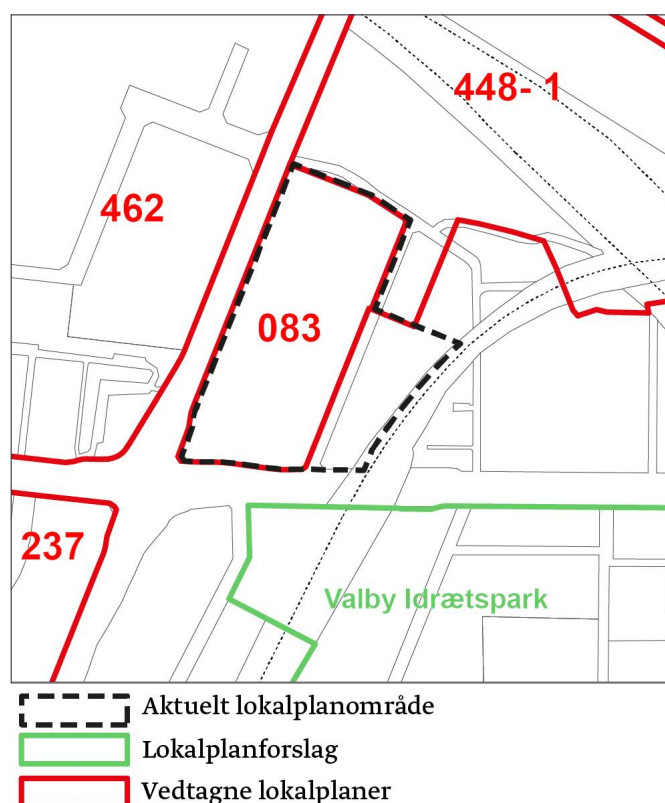 448- 1
462
083
237
Valby Idrætspark
Aktuelt lokalplanområde
Lokalplanforslag
Vedtagne lokalplaner